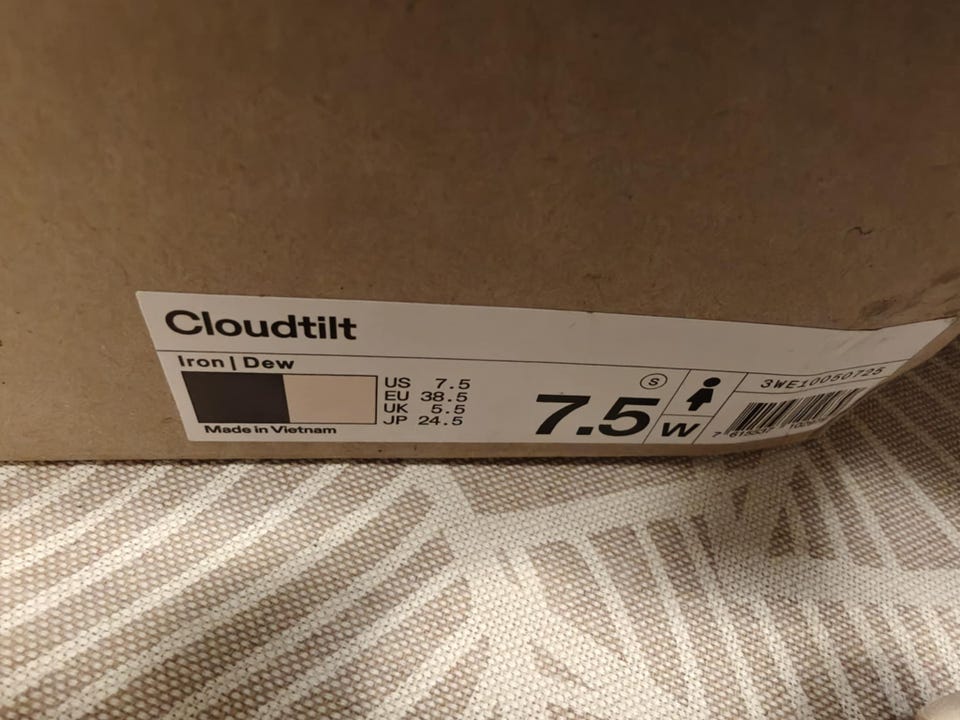 Cloudtilt
Iron | Dew
US 7.5
EU 38.5
UK 5.5
JP 24.5
Made in Vietnam
7.5
S
W
3WE10050725